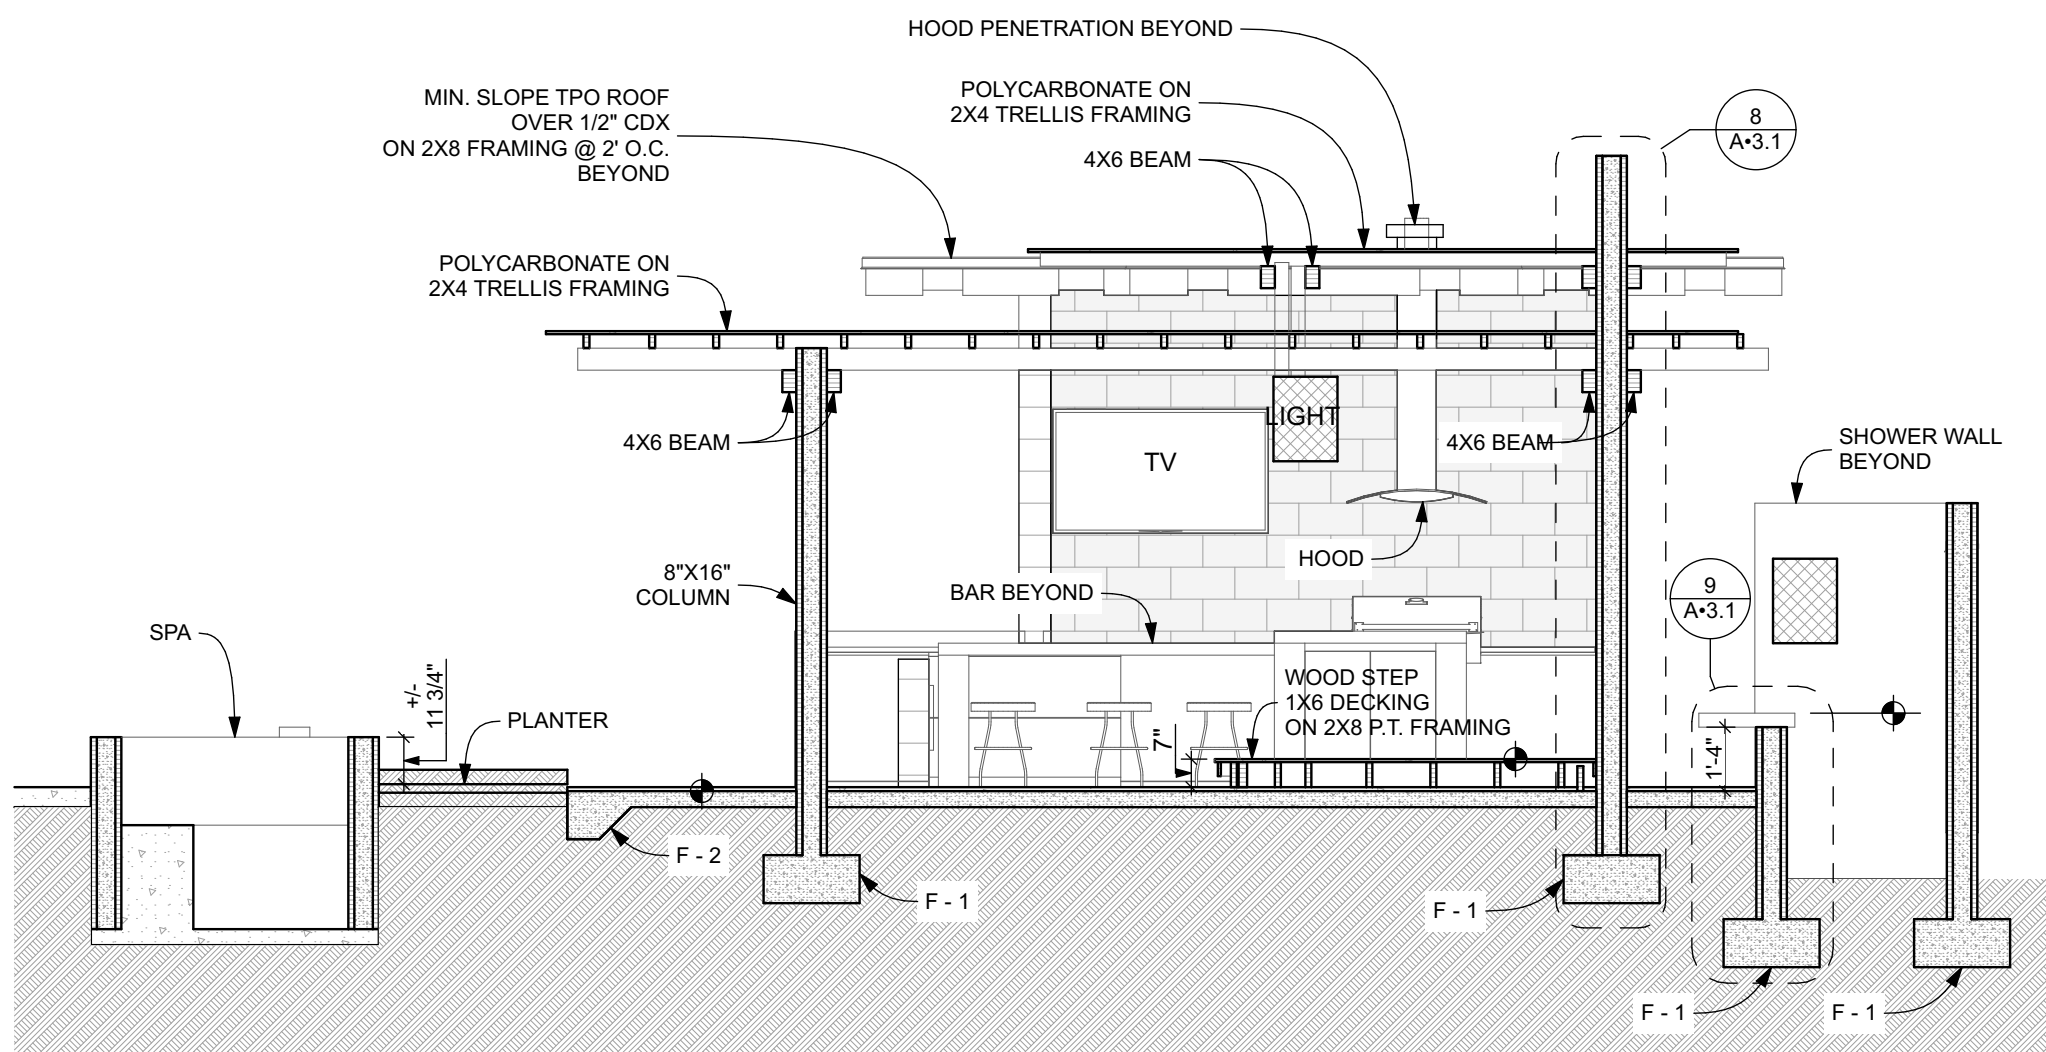 HOOD PENETRATION BEYOND
POLYCARBONATE ON
2X4 TRELLIS FRAMING
MIN. SLOPE TPO ROOF
OVER 1/2" CDX
ON 2X8 FRAMING @ 2' O.C.
BEYOND
8
A•3.1
4X6 BEAM
POLYCARBONATE ON
2X4 TRELLIS FRAMING
LIGHT
4X6 BEAM
TV
4X6 BEAM
SHOWER WALL
BEYOND
HOOD
8"X16"
COLUMN
BAR BEYOND
9
A•3.1
SPA
+/-
11 3/4"
PLANTER
WOOD STEP
1X6 DECKING
ON 2X8 P.T. FRAMING
7"
1'-4"
F - 2
F - 1
F - 1
F - 1
F - 1